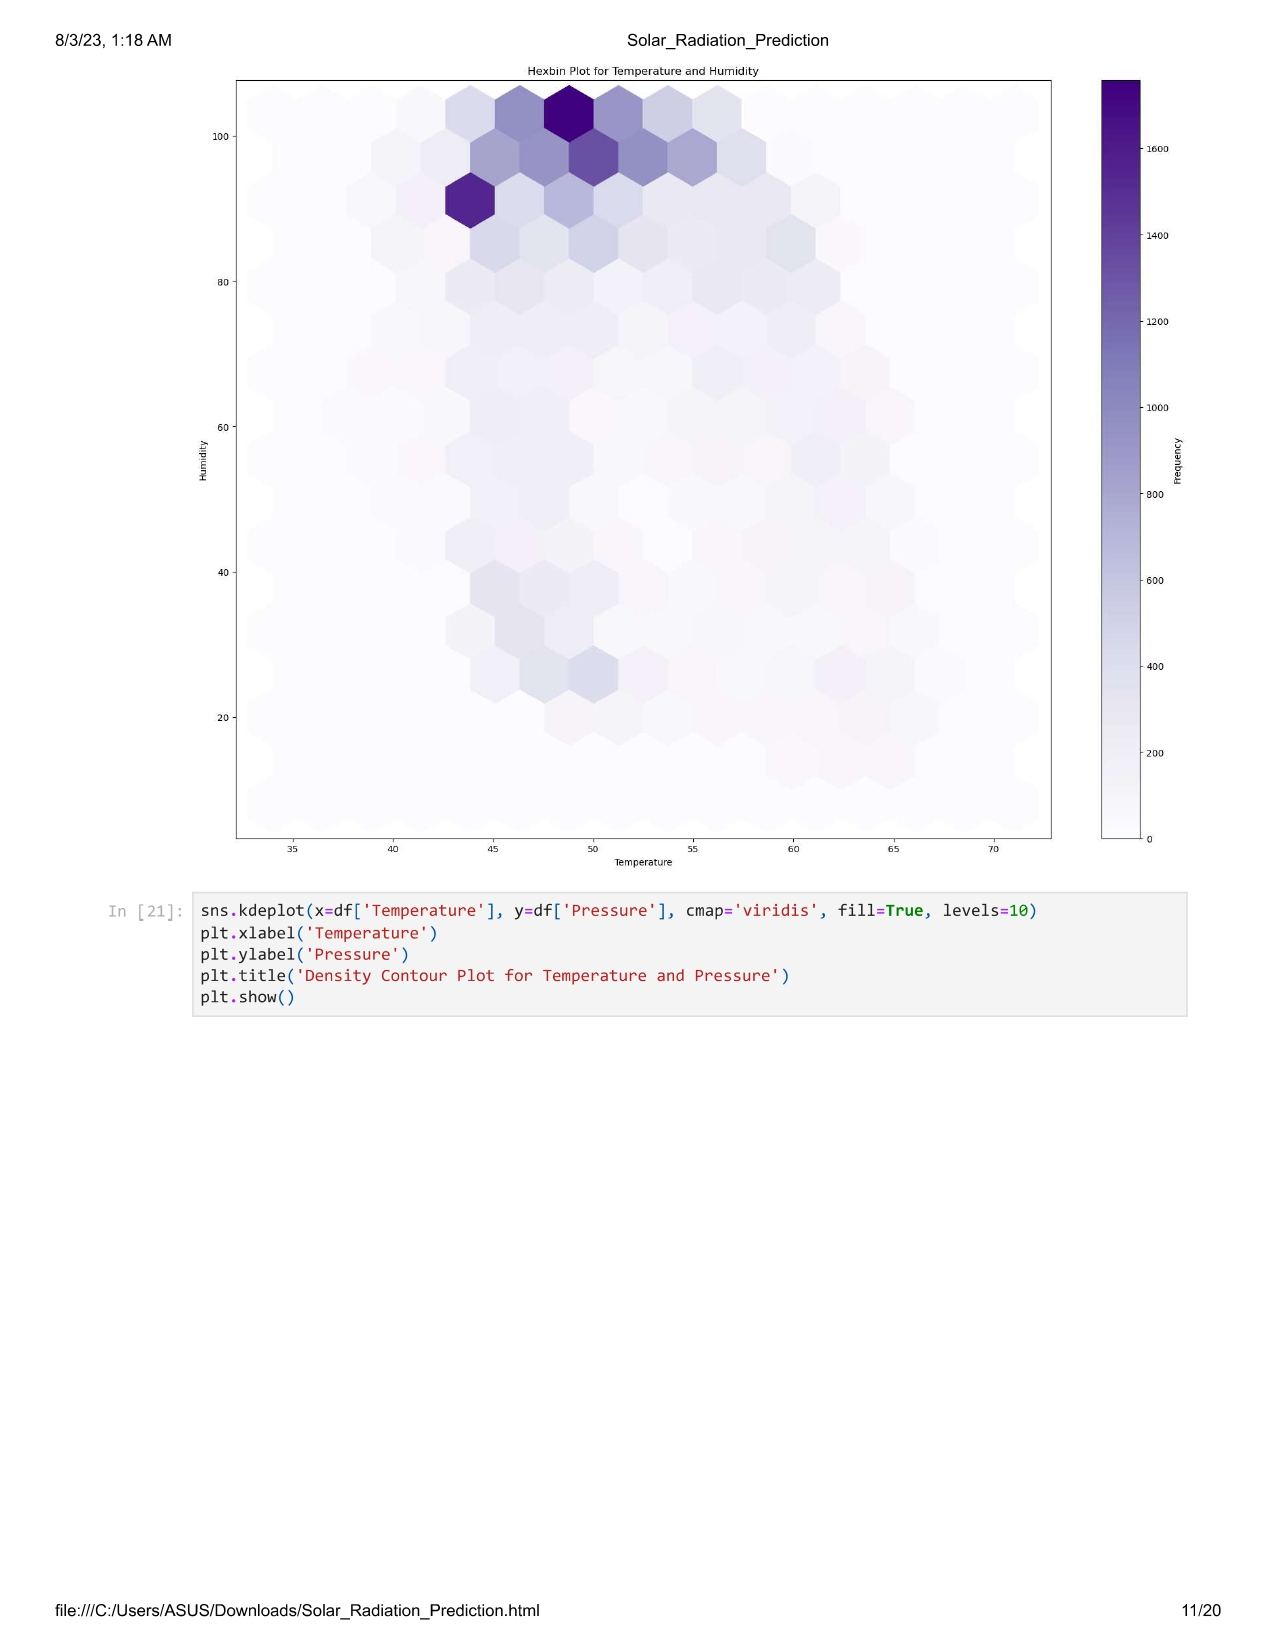 8/3/23, 1:18 AM Solar_Radiation_Prediction
Hexbin Plot for Temperature and Humidity
100
80
60
40
20
Humidity
35 40 45 50 55 60 65 70
Temperature
1600
1400
1200
1000
800
600
400
200
0
Frequency
In [21]: sns.kdeplot(x=df['Temperature'], y=df['Pressure'], cmap='viridis', fill=True, levels=10)
plt.xlabel('Temperature')
plt.ylabel('Pressure')
plt.title('Density Contour Plot for Temperature and Pressure')
plt.show()
file:///C:/Users/ASUS/Downloads/Solar_Radiation_Prediction.html 11/20